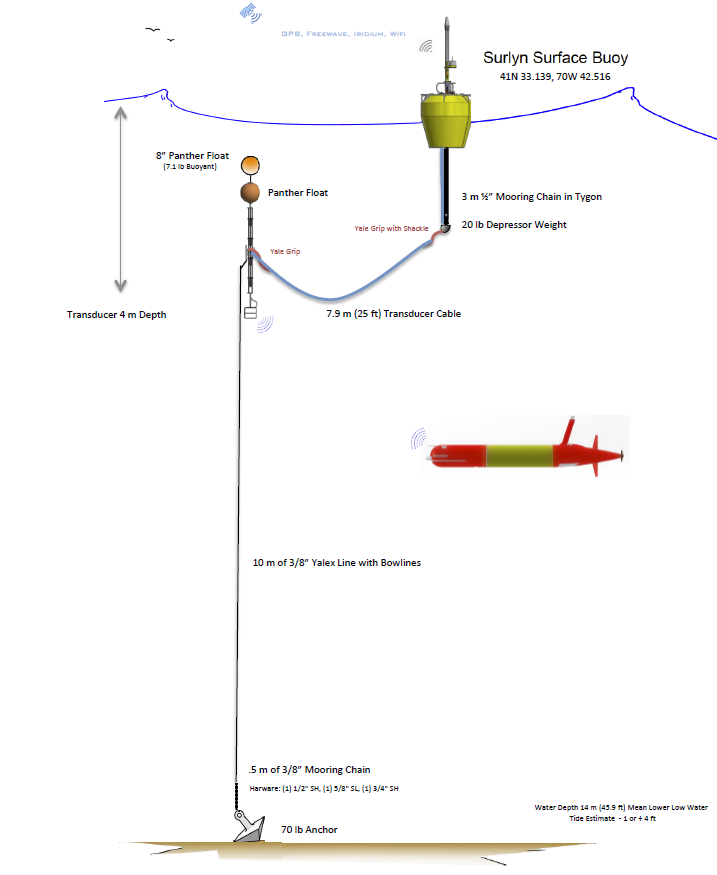 GPS, Freewave, Iridium, Wifi
Surlyn Surface Buoy
41N 33.139, 70W 42.516
8” Panther Float
(7.1 lb Buoyant)
Panther Float
3 m ½” Mooring Chain in Tygon
Yale Grip with Shackle
20 lb Depressor Weight
Yale Grip
Transducer 4 m Depth
7.9 m (25 ft) Transducer Cable
10 m of 3/8” Yalex Line with Bowlines
.5 m of 3/8” Mooring Chain
Harware: (1) 1/2” SH, (1) 5/8” SL, (1) 3/4” SH
Water Depth 14 m (45.9 ft) Mean Lower Low Water
Tide Estimate - 1 or + 4 ft
70 lb Anchor